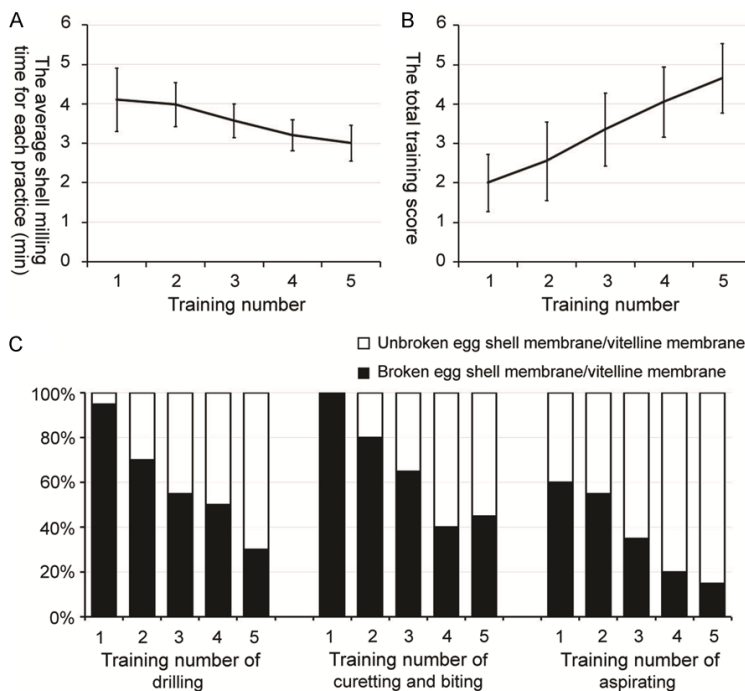 A
The average shell milling
time for each practice (min)
6
5
4
3
2
1
0
1 2 3 4 5
Training number
B
The total training score
6
5
4
3
2
1
0
1 2 3 4 5
Training number
C
Unbroken egg shell membrane/vitelline membrane
Broken egg shell membrane/vitelline membrane
100%
80%
60%
40%
20%
0%
1 2 3 4 5
Training number of
drilling
1 2 3 4 5
Training number of
curetting and biting
1 2 3 4 5
Training number of
aspirating